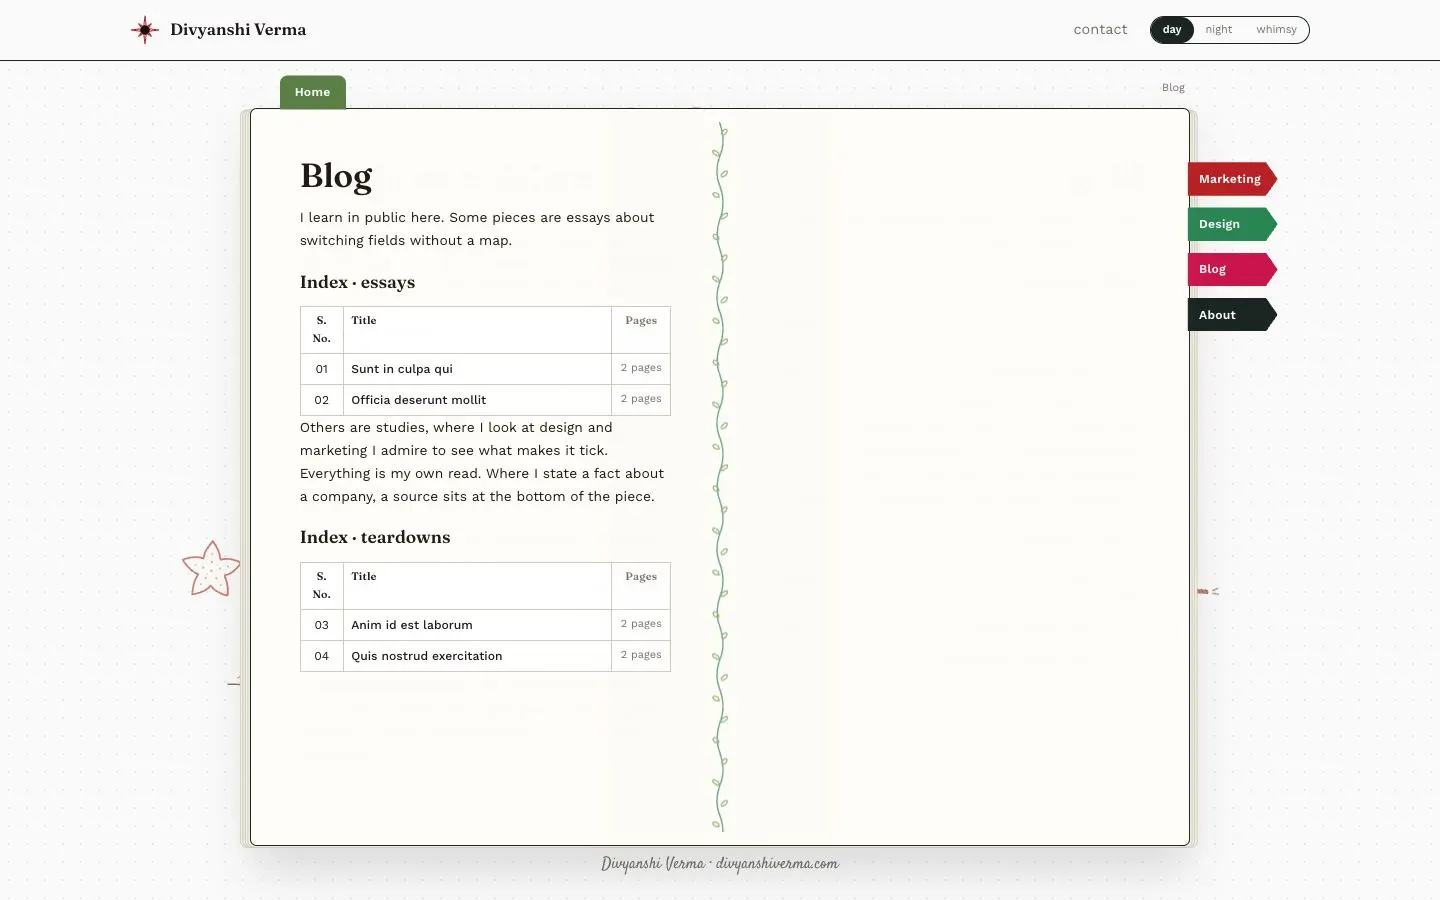 Divyanshi Verma
contact
day night whimsy
Home
Blog
Blog
I learn in public here. Some pieces are essays about
switching fields without a map.
Index · essays
S. No. Title Pages
01 Sunt in culpa qui 2 pages
02 Officia deserunt mollit 2 pages
Others are studies, where I look at design and
marketing I admire to see what makes it tick.
Everything is my own read. Where I state a fact about
a company, a source sits at the bottom of the piece.
Index · teardowns
S. No. Title Pages
03 Anim id est laborum 2 pages
04 Quis nostrud exercitation 2 pages
Marketing
Design
Blog
About
Divyanshi Verma · divyanshiverma.com